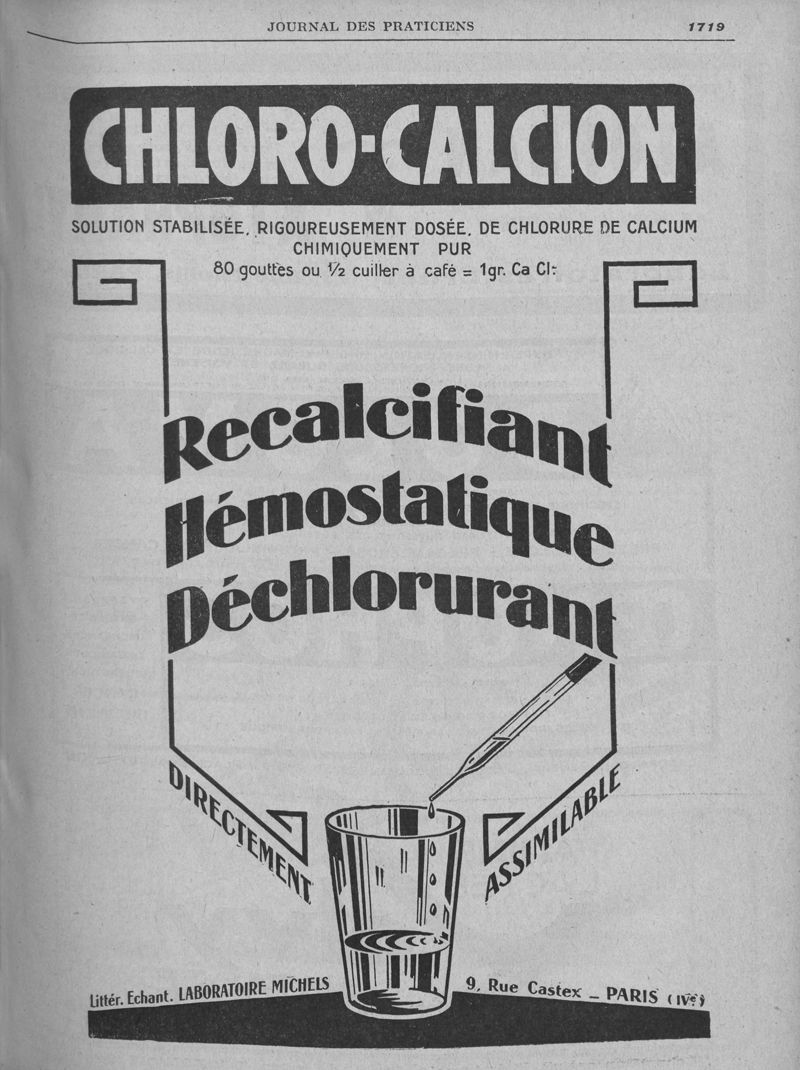 JOURNAL DES PRATICIENS 1719
CHLORO-CALCION
SOLUTION STABILISÉE, RIGOUREUSEMENT DOSÉE, DE CHLORURE DE CALCIUM
CHIMIQUEMENT PUR
80 gouttes ou 1/2 cuiller à café = 1gr. Ca Cl²
Recalcifiant
Hémostatique
Déchlorurant
DIRECTEMENT
ASSIMILABLE
Littér. Echant. LABORATOIRE MICHELS
9, Rue Castex _ PARIS (IVe)